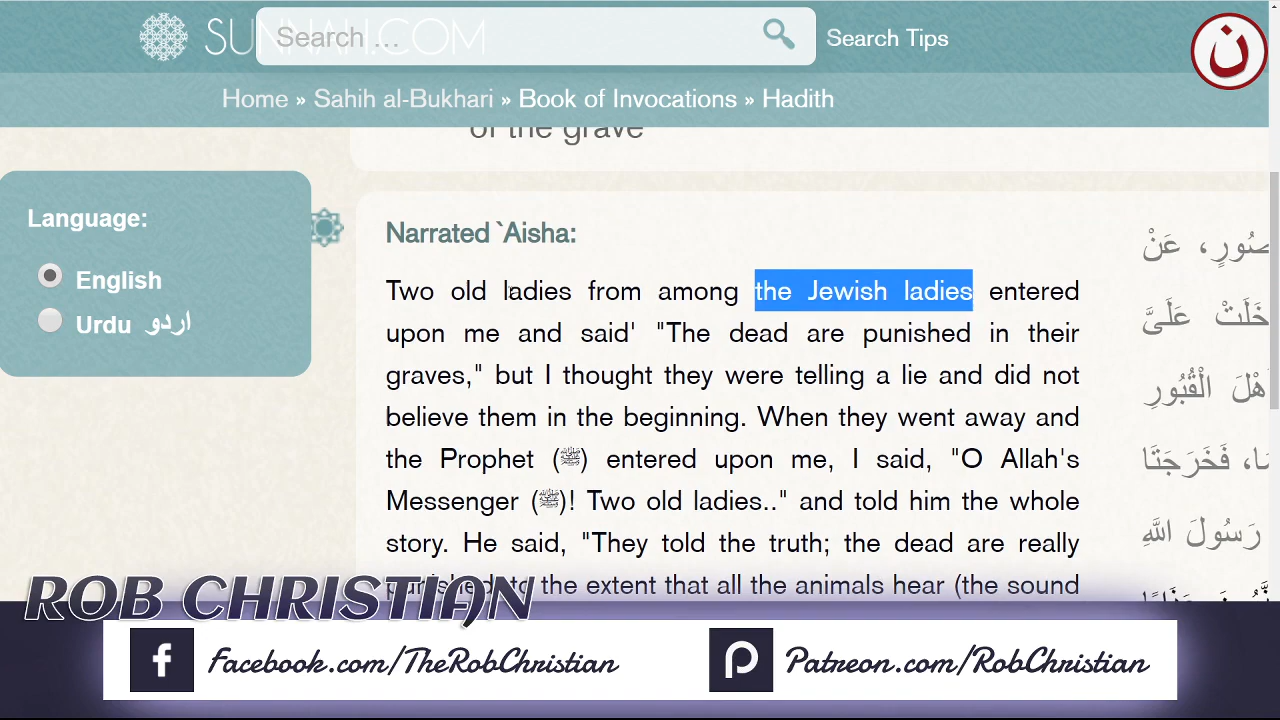 SUNNAH.COM
Search ...
Search Tips
ن
Home » Sahih al-Bukhari » Book of Invocations » Hadith
of the grave
Language:
English
Urdu اردو
Narrated `Aisha:
Two old ladies from among the Jewish ladies entered
upon me and said' "The dead are punished in their
graves," but I thought they were telling a lie and did not
believe them in the beginning. When they went away and
the Prophet (ﷺ) entered upon me, I said, "O Allah's
Messenger (ﷺ)! Two old ladies.." and told him the whole
story. He said, "They told the truth; the dead are really
punished, to the extent that all the animals hear (the sound
عَنْ
خَلَتْ عَلَىَّ
أَهْلَ الْقُبُورِ
فَخَرَجَتَا
رَسُولَ اللَّهِ
ROB CHRISTIAN
Facebook.com/TheRobChristian
Patreon.com/RobChristian